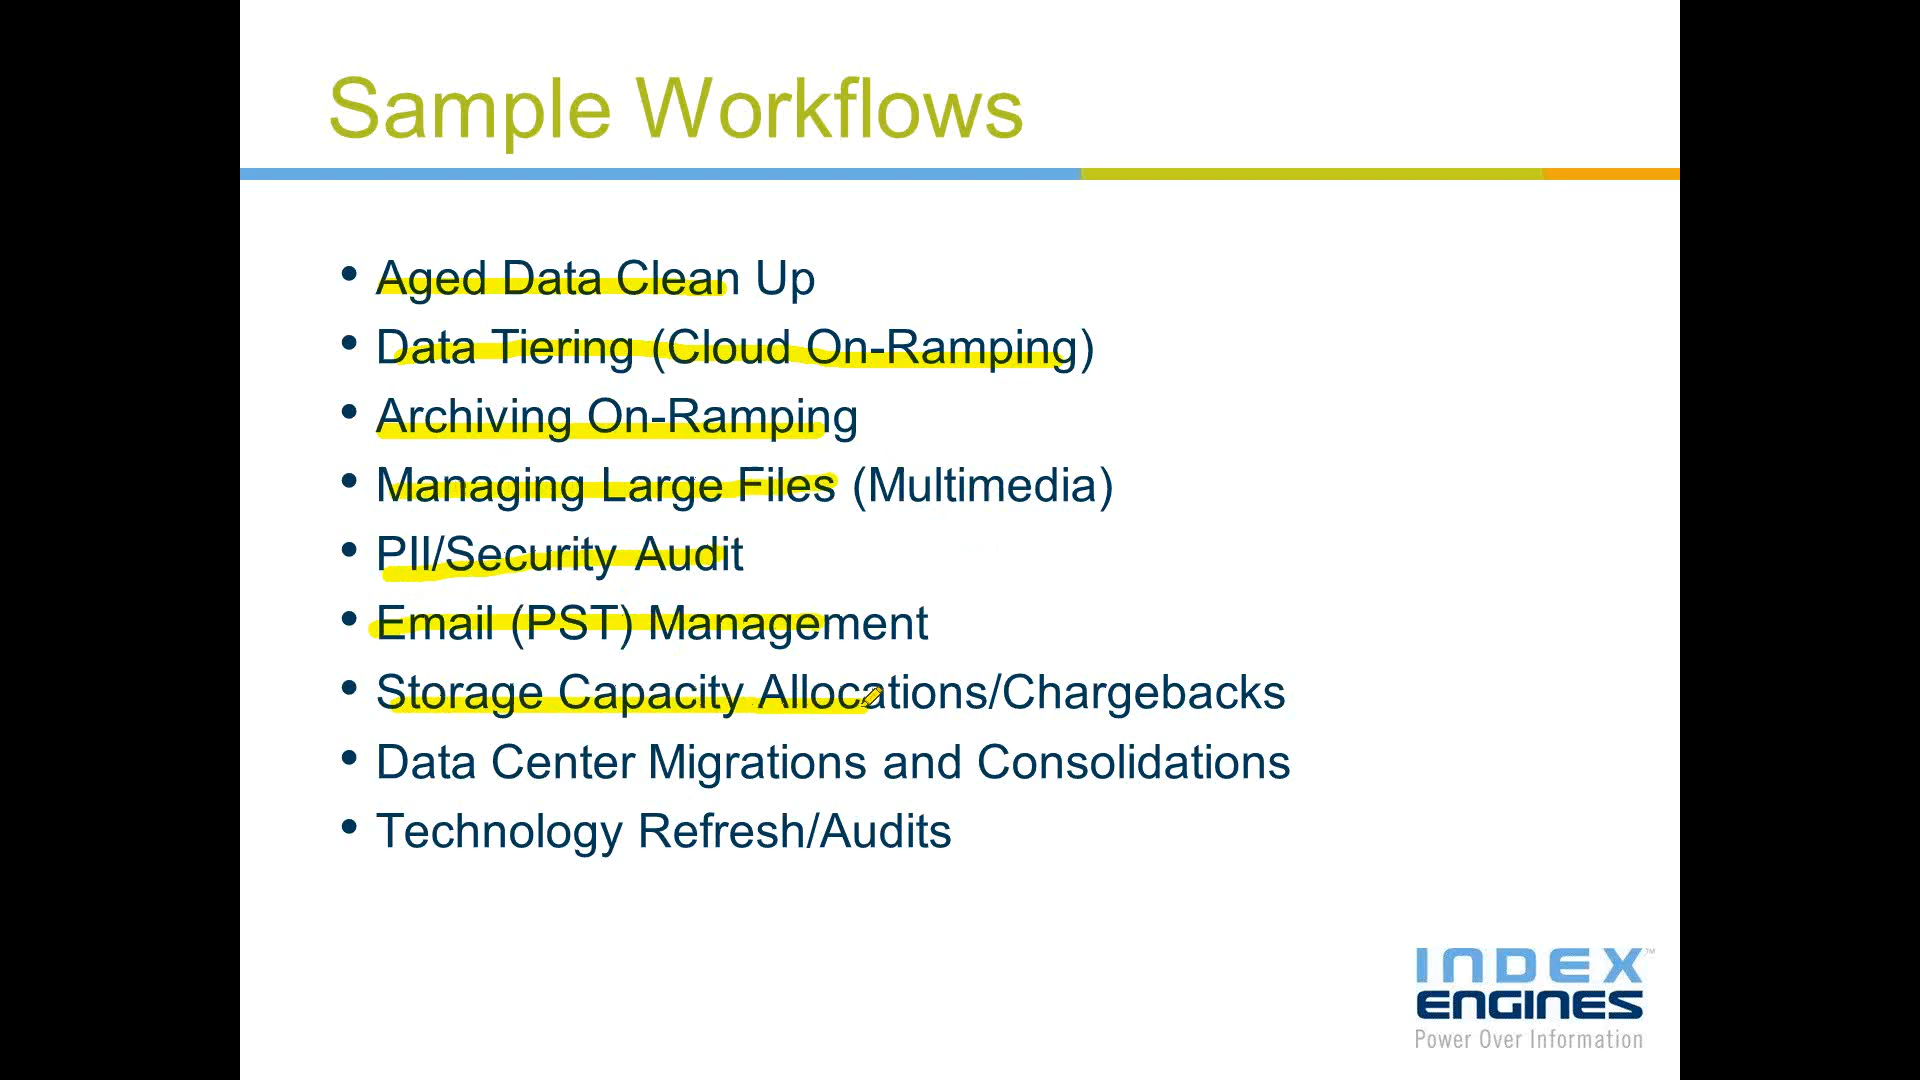 Sample Workflows
• Aged Data Clean Up
• Data Tiering (Cloud On-Ramping)
• Archiving On-Ramping
• Managing Large Files (Multimedia)
• PII/Security Audit
• Email (PST) Management
• Storage Capacity Allocations/Chargebacks
• Data Center Migrations and Consolidations
• Technology Refresh/Audits
INDEX™
ENGINES
Power Over Information